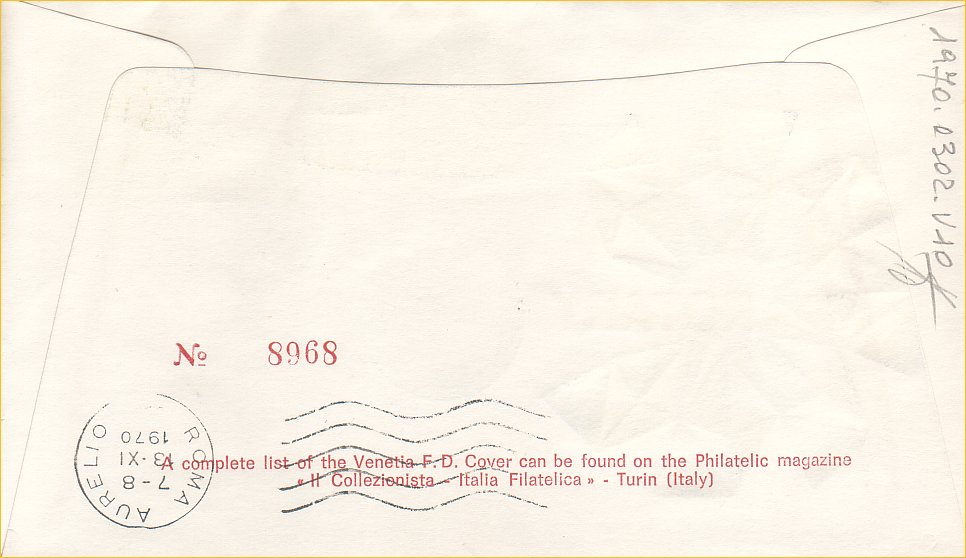 1970.0302.V10
№ 8968
ROMA AURELIO
7-8
13·XI
1970
A complete list of the Venetia F. D. Cover can be found on the Philatelic magazine
« Il Collezionista - Italia Filatelica » - Turin (Italy)